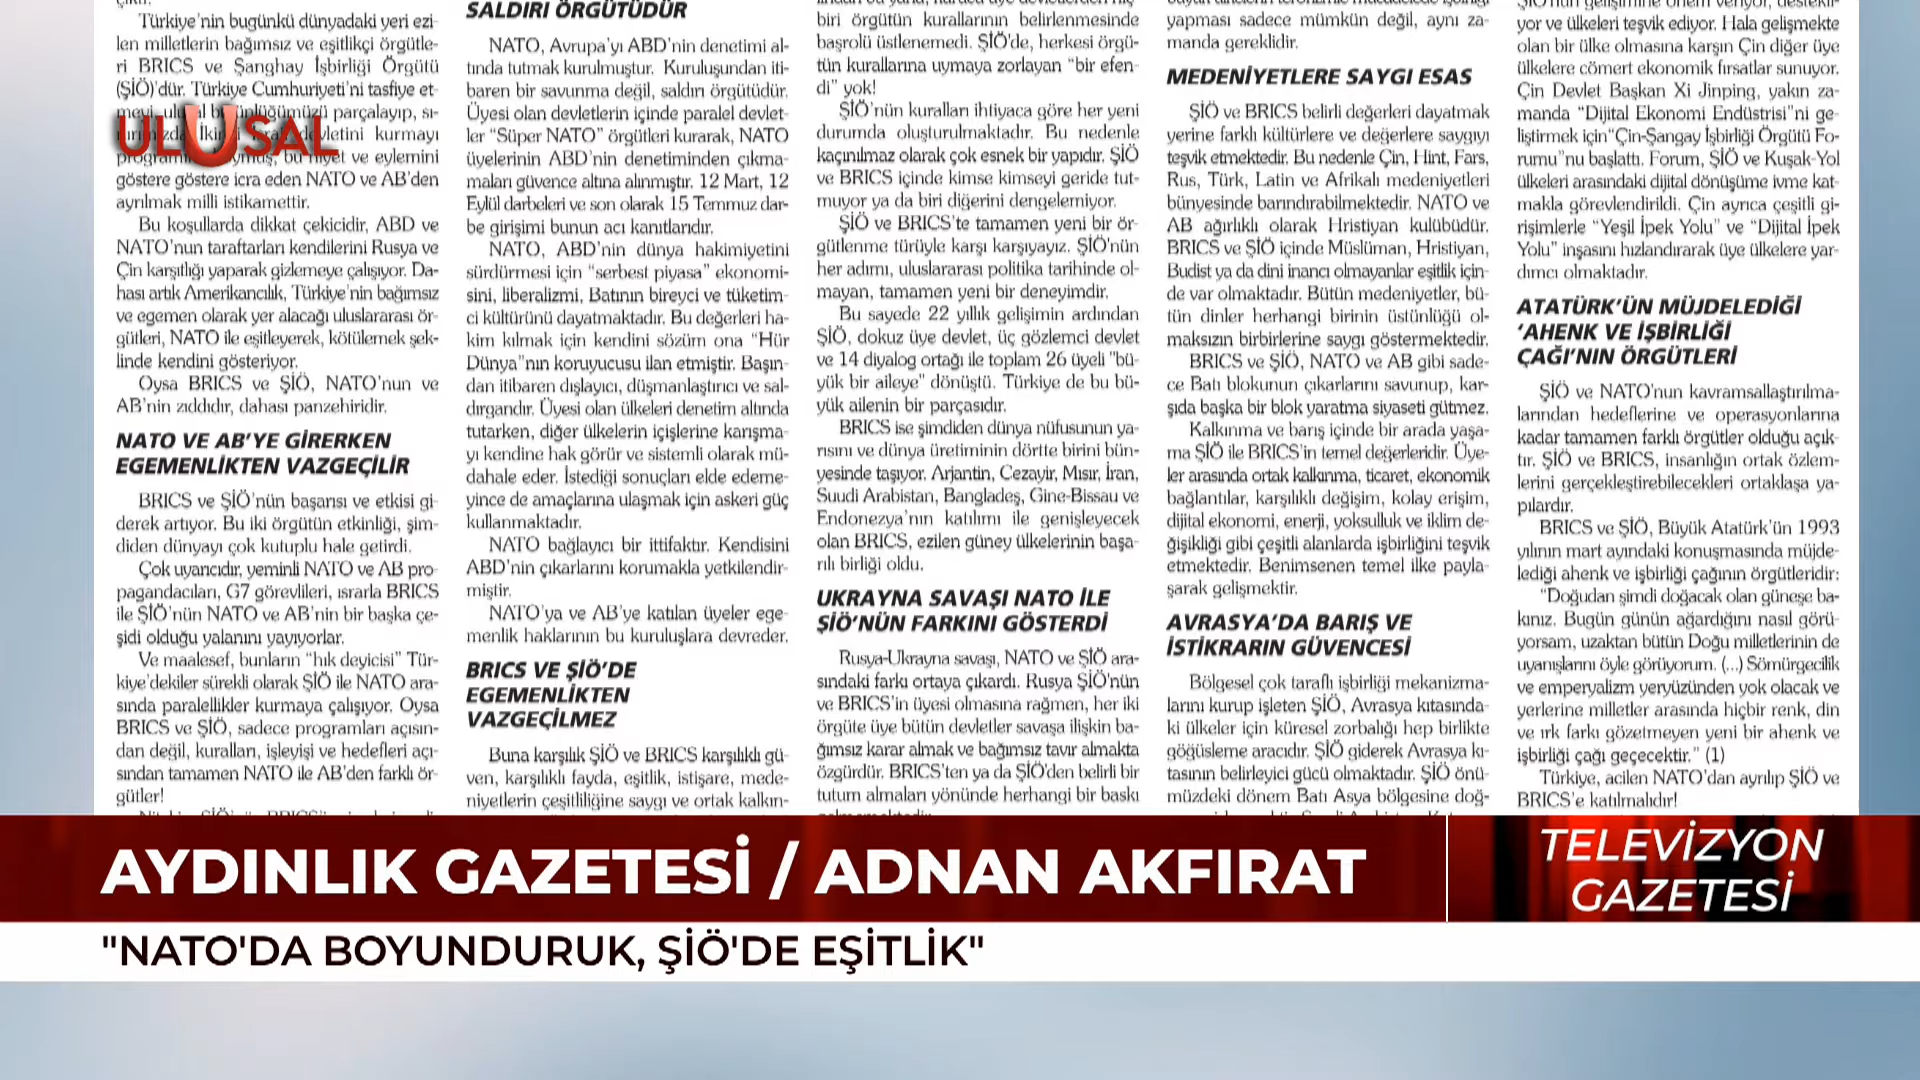 Türkiye'nin bugünkü dünyadaki yeri ezi-
len milletlerin bağımsız ve eşitlikçi örgütle-
ri BRICS ve Şanghay İşbirliği Örgütü
(ŞİÖ)'dür. Türkiye Cumhuriyeti'ni tasfiye et-
parçalayıp, sı-
devletini kurmayı
bu niyet ve eylemini
göstere göstere icra eden NATO ve AB'den
ayrılmak milli istikamettir.
Bu koşullarda dikkat çekicidir, ABD ve
NATO'nun taraftarları kendilerini Rusya ve
Çin karşıtlığı yaparak gizlemeye çalışıyor. Da-
hası artık Amerikancılık, Türkiye'nin bağımsız
ve egemen olarak yer alacağı uluslararası ör-
gütleri, NATO ile eşitleyerek, kötülemek şek-
linde kendini gösteriyor.
Oysa BRICS ve ŞİÖ, NATO'nun ve
AB'nin zıddıdır, dahası panzehiridir.
NATO VE AB'YE GİRERKEN
EGEMENLİKTEN VAZGEÇİLİR
BRICS ve ŞİÖ'nün başarısı ve etkisi gi-
derek artıyor. Bu iki örgütün etkinliği, şim-
diden dünyayı çok kutuplu hale getirdi.
Çok uyarıcıdır, yeminli NATO ve AB pro-
pagandacıları, G7 görevlileri, ısrarla BRICS
ile ŞİÖ'nün NATO ve AB'nin bir başka çe-
şidi olduğu yalanını yayıyorlar.
Ve maalesef, bunların "hık deyicisi" Tür-
kiye'dekiler sürekli olarak ŞİÖ ile NATO ara-
sında paralellikler kurmaya çalışıyor. Oysa
BRICS ve ŞİÖ, sadece programları açısın-
dan değil, kuralları, işleyişi ve hedefleri açı-
sından tamamen NATO ile AB'den farklı ör-
gütler!
SALDIRI ÖRGÜTÜDÜR
NATO, Avrupa'yı ABD'nin denetimi al-
tında tutmak kurulmuştur. Kuruluşundan iti-
baren bir savunma değil, saldırı örgütüdür.
Üyesi olan devletlerin içinde paralel devlet-
ler "Süper NATO" örgütleri kurarak, NATO
üyelerinin ABD'nin denetiminden çıkma-
maları güvence altına alınmıştır. 12 Mart, 12
Eylül darbeleri ve son olarak 15 Temmuz dar-
be girişimi bunun acı kanıtlarıdır.
NATO, ABD'nin dünya hakimiyetini
sürdürmesi için "serbest piyasa" ekonomi-
sini, liberalizmi, Batının bireyci ve tüketim-
ci kültürünü dayatmaktadır. Bu değerleri ha-
kim kılmak için kendini sözüm ona "Hür
Dünya"nın koruyucusu ilan etmiştir. Başın-
dan itibaren dışlayıcı, düşmanlaştırıcı ve sal-
dırgandır. Üyesi olan ülkeleri denetim altında
tutarken, diğer ülkelerin içişlerine karışma-
yı kendine hak görür ve sistemli olarak mü-
dahale eder. İstediği sonuçları elde edeme-
yince de amaçlarına ulaşmak için askeri güç
kullanmaktadır.
NATO bağlayıcı bir ittifaktır. Kendisini
ABD'nin çıkarlarını korumakla yetkilendir-
miştir.
NATO'ya ve AB'ye katılan üyeler ege-
menlik haklarının bu kuruluşlara devreder.
BRICS VE ŞİÖ'DE
EGEMENLİKTEN
VAZGEÇİLMEZ
Buna karşılık ŞİÖ ve BRICS karşılıklı gü-
ven, karşılıklı fayda, eşitlik, istişare, mede-
niyetlerin çeşitliliğine saygı ve ortak kalkın-
biri örgütün kurallarının belirlenmesinde
başrolü üstlenemedi. ŞİÖ'de, herkesi örgü-
tün kurallarına uymaya zorlayan "bir efen-
di" yok!
ŞİÖ'nün kuralları ihtiyaca göre her yeni
durumda oluşturulmaktadır. Bu nedenle
kaçınılmaz olarak çok esnek bir yapıdır. ŞİÖ
ve BRICS içinde kimse kimseyi geride tut-
muyor ya da biri diğerini dengelemiyor.
ŞİÖ ve BRICS'te tamamen yeni bir ör-
gütlenme türüyle karşı karşıyayız. ŞİÖ'nün
her adımı, uluslararası politika tarihinde ol-
mayan, tamamen yeni bir deneyimdir.
Bu sayede 22 yıllık gelişimin ardından
ŞİÖ, dokuz üye devlet, üç gözlemci devlet
ve 14 diyalog ortağı ile toplam 26 üyeli "bü-
yük bir aileye" dönüştü. Türkiye de bu bü-
yük ailenin bir parçasıdır.
BRICS ise şimdiden dünya nüfusunun ya-
rısını ve dünya üretiminin dörtte birini bün-
yesinde taşıyor. Arjantin, Cezayir, Mısır, İran,
Suudi Arabistan, Bangladeş, Gine-Bissau ve
Endonezya'nın katılımı ile genişleyecek
olan BRICS, ezilen güney ülkelerinin başa-
rılı birliği oldu.
UKRAYNA SAVAŞI NATO İLE
ŞİÖ'NÜN FARKINI GÖSTERDİ
Rusya-Ukrayna savaşı, NATO ve ŞİÖ ara-
sındaki farkı ortaya çıkardı. Rusya ŞİÖ'nün
ve BRICS'in üyesi olmasına rağmen, her iki
örgüte üye bütün devletler savaşa ilişkin ba-
ğımsız karar almak ve bağımsız tavır almakta
özgürdür. BRICS'ten ya da ŞİÖ'den belirli bir
tutum almaları yönünde herhangi bir baskı
yapması sadece mümkün değil, aynı za-
manda gereklidir.
MEDENİYETLERE SAYGI ESAS
ŞİÖ ve BRICS belirli değerleri dayatmak
yerine farklı kültürlere ve değerlere saygıyı
teşvik etmektedir. Bu nedenle Çin, Hint, Fars,
Rus, Türk, Latin ve Afrikalı medeniyetleri
bünyesinde barındırabilmektedir. NATO ve
AB ağırlıklı olarak Hristiyan kulübüdür.
BRICS ve ŞİÖ içinde Müslüman, Hristiyan,
Budist ya da dini inancı olmayanlar eşitlik için-
de var olmaktadır. Bütün medeniyetler, bü-
tün dinler herhangi birinin üstünlüğü ol-
maksızın birbirlerine saygı göstermektedir.
BRICS ve ŞİÖ, NATO ve AB gibi sade-
ce Batı blokunun çıkarlarını savunup, kar-
şıda başka bir blok yaratma siyaseti gütmez.
Kalkınma ve barış içinde bir arada yaşa-
ma ŞİÖ ile BRICS'in temel değerleridir. Üye-
ler arasında ortak kalkınma, ticaret, ekonomik
bağlantılar, karşılıklı değişim, kolay erişim,
dijital ekonomi, enerji, yoksulluk ve iklim de-
ğişikliği gibi çeşitli alanlarda işbirliğini teşvik
etmektedir. Benimsenen temel ilke payla-
şarak gelişmektir.
AVRASYA'DA BARIŞ VE
İSTİKRARIN GÜVENCESİ
Bölgesel çok taraflı işbirliği mekanizma-
larını kurup işleten ŞİÖ, Avrasya kıtasında-
ki ülkeler için küresel zorbalığı hep birlikte
göğüsleme aracıdır. ŞİÖ giderek Avrasya kı-
tasının belirleyici gücü olmaktadır. ŞİÖ önü-
müzdeki dönem Batı Asya bölgesine doğ-
yor ve ülkeleri teşvik ediyor. Hala gelişmekte
olan bir ülke olmasına karşın Çin diğer üye
ülkelere cömert ekonomik fırsatlar sunuyor.
Çin Devlet Başkan Xi Jinping, yakın za-
manda "Dijital Ekonomi Endüstrisi"ni ge-
liştirmek için"Çin-Şangay İşbirliği Örgütü Fo-
rumu"nu başlattı. Forum, ŞİÖ ve Kuşak-Yol
ülkeleri arasındaki dijital dönüşüme ivme kat-
makla görevlendirildi. Çin ayrıca çeşitli gi-
rişimlerle "Yeşil İpek Yolu" ve "Dijital İpek
Yolu" inşasını hızlandırarak üye ülkelere yar-
dımcı olmaktadır.
ATATÜRK'ÜN MÜJDELEDİĞİ
'AHENK VE İŞBİRLİĞİ
ÇAĞI'NIN ÖRGÜTLERİ
ŞİÖ ve NATO'nun kavramsallaştırılma-
larından hedeflerine ve operasyonlarına
kadar tamamen farklı örgütler olduğu açık-
tır. ŞİÖ ve BRICS, insanlığın ortak özlem-
lerini gerçekleştirebilecekleri ortaklaşa ya-
pılardır.
BRICS ve ŞİÖ, Büyük Atatürk'ün 1993
yılının mart ayındaki konuşmasında müjde-
lediği ahenk ve işbirliği çağının örgütleridir:
"Doğudan şimdi doğacak olan güneşe ba-
kınız. Bugün günün ağardığını nasıl görü-
yorsam, uzaktan bütün Doğu milletlerinin de
uyanışlarını öyle görüyorum. (...) Sömürgecilik
ve emperyalizm yeryüzünden yok olacak ve
yerlerine milletler arasında hiçbir renk, din
ve ırk farkı gözetmeyen yeni bir ahenk ve
işbirliği çağı geçecektir." (1)
Türkiye, acilen NATO'dan ayrılıp ŞİÖ ve
BRICS'e katılmalıdır!
ULUSAL
AYDINLIK GAZETESİ / ADNAN AKFIRAT
TELEVİZYON
GAZETESİ
"NATO'DA BOYUNDURUK, ŞİÖ'DE EŞİTLİK"